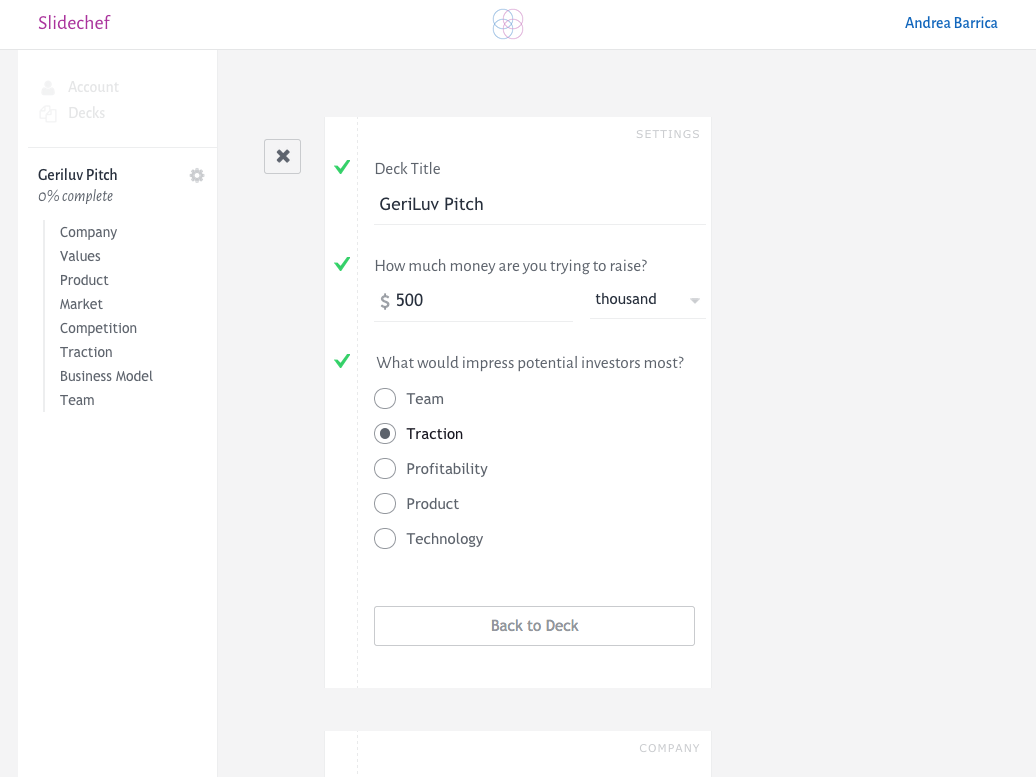 Slidechef
Andrea Barrica
Account
Decks
Geriluv Pitch
0% complete
Company
Values
Product
Market
Competition
Traction
Business Model
Team
SETTINGS
Deck Title
GeriLuv Pitch
How much money are you trying to raise?
$ 500 thousand
What would impress potential investors most?
Team
Traction
Profitability
Product
Technology
Back to Deck
COMPANY